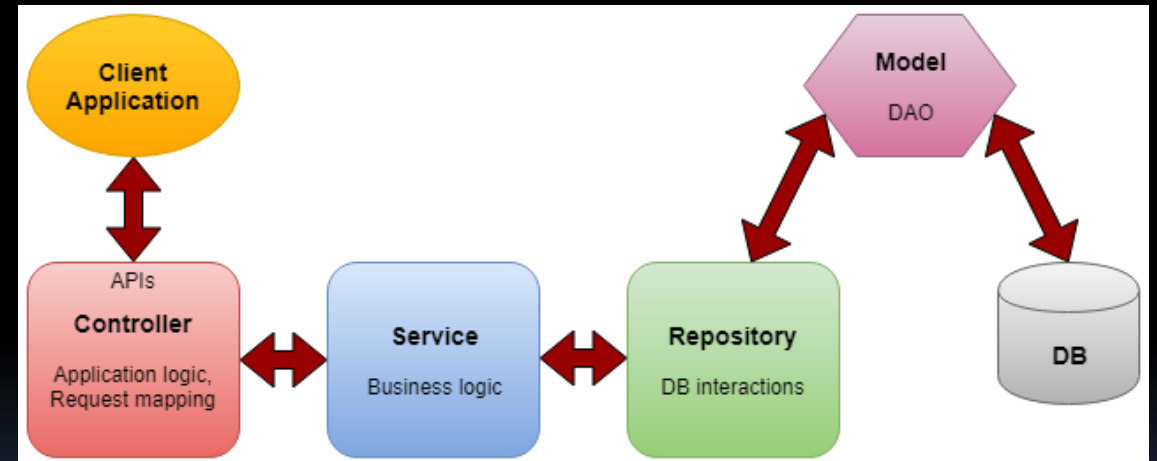 Client
Application
Model
DAO
APIs
Controller
Application logic,
Request mapping
Service
Business logic
Repository
DB interactions
DB